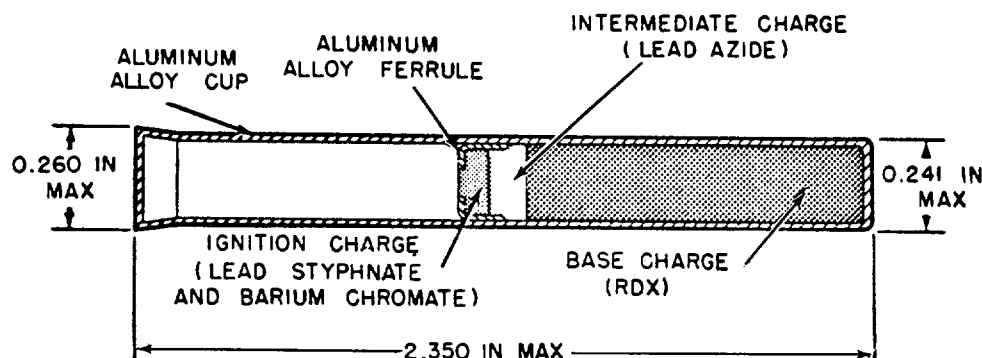 INTERMEDIATE CHARGE
(LEAD AZIDE)
ALUMINUM
ALLOY FERRULE
ALUMINUM
ALLOY CUP
0.260 IN
MAX
0.241 IN
MAX
IGNITION CHARGE
(LEAD STYPHNATE
AND BARIUM CHROMATE)
BASE CHARGE
(RDX)
2.350 IN MAX